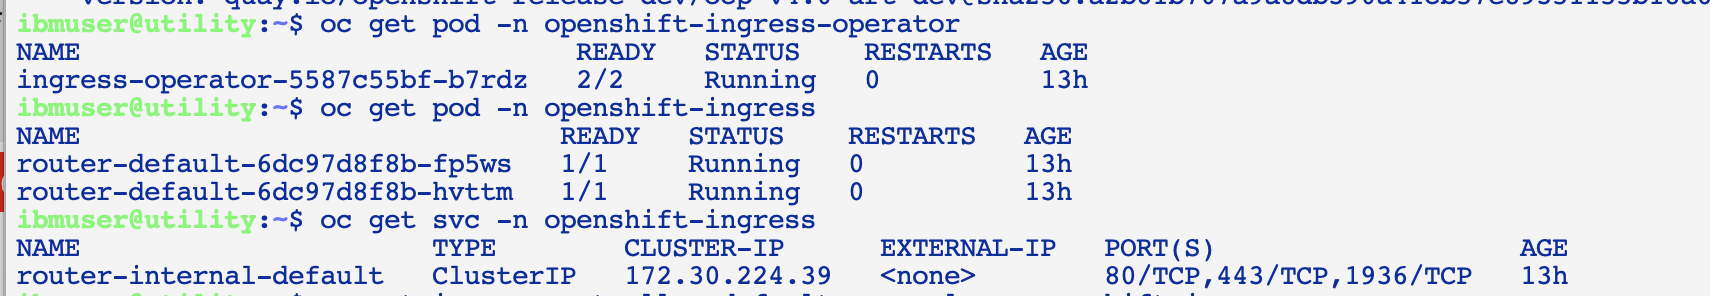 ibmuser@utility:~$ oc get pod -n openshift-ingress-operator
NAME READY STATUS RESTARTS AGE
ingress-operator-5587c55bf-b7rdz 2/2 Running 0 13h
ibmuser@utility:~$ oc get pod -n openshift-ingress
NAME READY STATUS RESTARTS AGE
router-default-6dc97d8f8b-fp5ws 1/1 Running 0 13h
router-default-6dc97d8f8b-hvttm 1/1 Running 0 13h
ibmuser@utility:~$ oc get svc -n openshift-ingress
NAME TYPE CLUSTER-IP EXTERNAL-IP PORT(S) AGE
router-internal-default ClusterIP 172.30.224.39 <none> 80/TCP,443/TCP,1936/TCP 13h